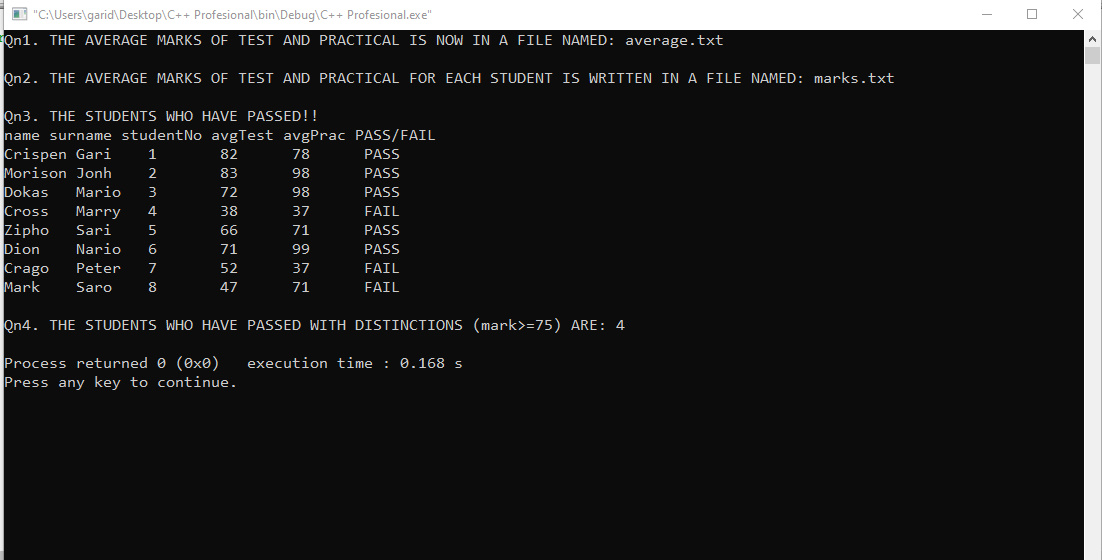 "C:\Users\garid\Desktop\C++ Profesional\bin\Debug\C++ Profesional.exe"
Qn1. THE AVERAGE MARKS OF TEST AND PRACTICAL IS NOW IN A FILE NAMED: average.txt
Qn2. THE AVERAGE MARKS OF TEST AND PRACTICAL FOR EACH STUDENT IS WRITTEN IN A FILE NAMED: marks.txt
Qn3. THE STUDENTS WHO HAVE PASSED!!
name surname studentNo avgTest avgPrac PASS/FAIL
Crispen Gari    1       82      78      PASS
Morison Jonh    2       83      98      PASS
Dokas   Mario   3       72      98      PASS
Cross   Marry   4       38      37      FAIL
Zipho   Sari    5       66      71      PASS
Dion    Nario   6       71      99      PASS
Crago   Peter   7       52      37      FAIL
Mark    Saro    8       47      71      FAIL
Qn4. THE STUDENTS WHO HAVE PASSED WITH DISTINCTIONS (mark>=75) ARE: 4
Process returned 0 (0x0)   execution time : 0.168 s
Press any key to continue.